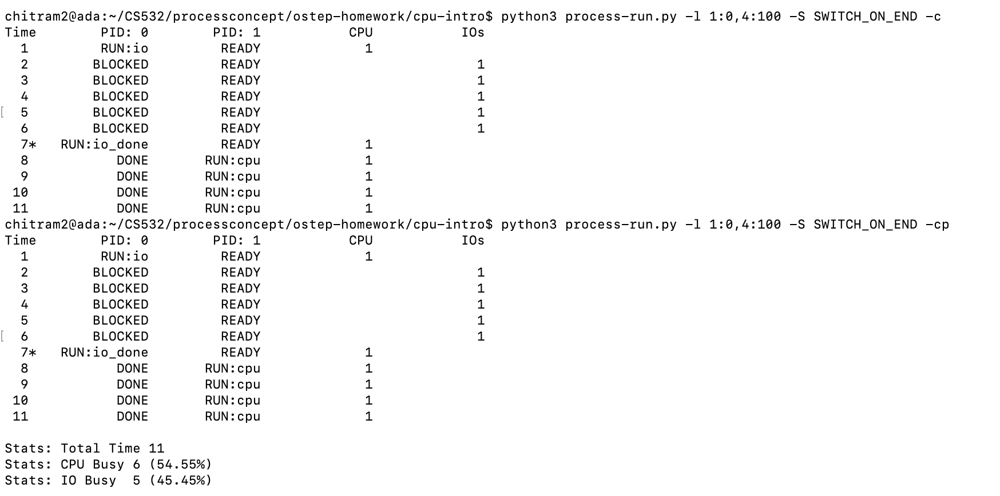 chitram2@ada:~/CS532/processconcept/ostep-homework/cpu-intro$ python3 process-run.py -l 1:0,4:100 -S SWITCH_ON_END -c
Time        PID: 0        PID: 1           CPU           IOs
  1         RUN:io         READY             1
  2        BLOCKED         READY                           1
  3        BLOCKED         READY                           1
  4        BLOCKED         READY                           1
[ 5        BLOCKED         READY                           1
  6        BLOCKED         READY                           1
  7*   RUN:io_done         READY             1
  8           DONE       RUN:cpu             1
  9           DONE       RUN:cpu             1
 10           DONE       RUN:cpu             1
 11           DONE       RUN:cpu             1
chitram2@ada:~/CS532/processconcept/ostep-homework/cpu-intro$ python3 process-run.py -l 1:0,4:100 -S SWITCH_ON_END -cp
Time        PID: 0        PID: 1           CPU           IOs
  1         RUN:io         READY             1
  2        BLOCKED         READY                           1
  3        BLOCKED         READY                           1
  4        BLOCKED         READY                           1
  5        BLOCKED         READY                           1
[ 6        BLOCKED         READY                           1
  7*   RUN:io_done         READY             1
  8           DONE       RUN:cpu             1
  9           DONE       RUN:cpu             1
 10           DONE       RUN:cpu             1
 11           DONE       RUN:cpu             1

Stats: Total Time 11
Stats: CPU Busy 6 (54.55%)
Stats: IO Busy  5 (45.45%)